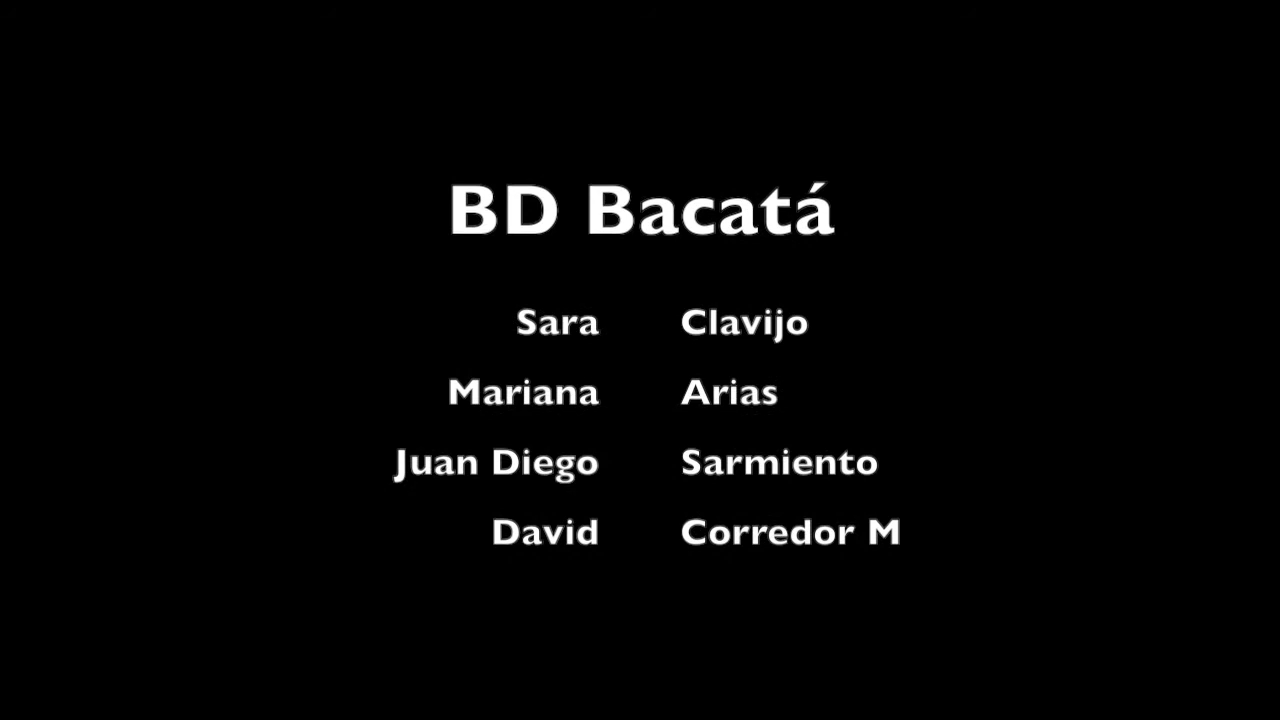 BD Bacatá
Sara Clavijo
Mariana Arias
Juan Diego Sarmiento
David Corredor M